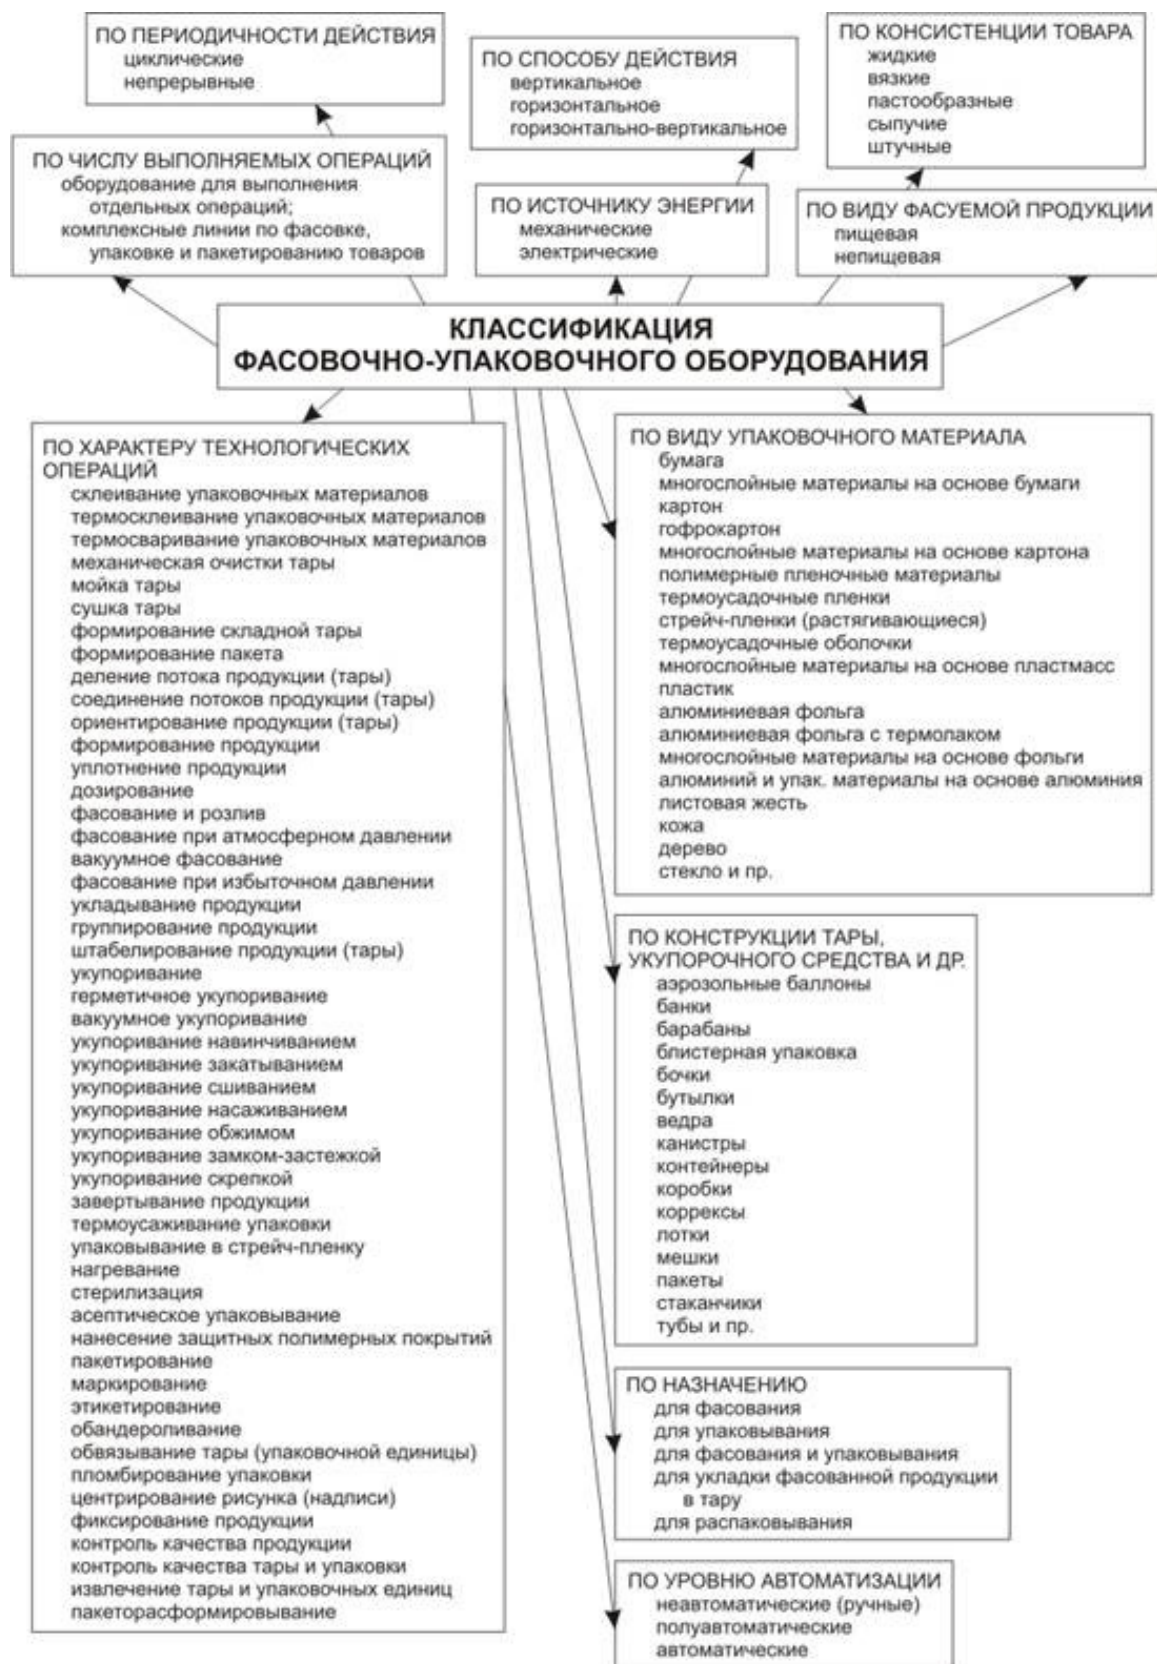 ПО ПЕРИОДИЧНОСТИ ДЕЙСТВИЯ
циклические
непрерывные
ПО СПОСОБУ ДЕЙСТВИЯ
вертикальное
горизонтальное
горизонтально-вертикальное
ПО КОНСИСТЕНЦИИ ТОВАРА
жидкие
вязкие
пастообразные
сыпучие
штучные
ПО ЧИСЛУ ВЫПОЛНЯЕМЫХ ОПЕРАЦИЙ
оборудование для выполнения
отдельных операций;
комплексные линии по фасовке,
упаковке и пакетированию товаров
ПО ИСТОЧНИКУ ЭНЕРГИИ
механические
электрические
ПО ВИДУ ФАСУЕМОЙ ПРОДУКЦИИ
пищевая
непищевая
КЛАССИФИКАЦИЯ
ФАСОВОЧНО-УПАКОВОЧНОГО ОБОРУДОВАНИЯ
ПО ХАРАКТЕРУ ТЕХНОЛОГИЧЕСКИХ
ОПЕРАЦИЙ
склеивание упаковочных материалов
термосклеивание упаковочных материалов
термосваривание упаковочных материалов
механическая очистки тары
мойка тары
сушка тары
формирование складной тары
формирование пакета
деление потока продукции (тары)
соединение потоков продукции (тары)
ориентирование продукции (тары)
формирование продукции
уплотнение продукции
дозирование
фасование и розлив
фасование при атмосферном давлении
вакуумное фасование
фасование при избыточном давлении
укладывание продукции
группирование продукции
штабелирование продукции (тары)
укупоривание
герметичное укупоривание
вакуумное укупоривание
укупоривание навинчиванием
укупоривание закатыванием
укупоривание сшиванием
укупоривание насаживанием
укупоривание обжимом
укупоривание замком-застежкой
укупоривание скрепкой
завертывание продукции
термоусаживание упаковки
упаковывание в стрейч-пленку
нагревание
стерилизация
асептическое упаковывание
нанесение защитных полимерных покрытий
пакетирование
маркирование
этикетирование
обандероливание
обвязывание тары (упаковочной единицы)
пломбирование упаковки
центрирование рисунка (надписи)
фиксирование продукции
контроль качества продукции
контроль качества тары и упаковки
извлечение тары и упаковочных единиц
пакеторасформировывание
ПО ВИДУ УПАКОВОЧНОГО МАТЕРИАЛА
бумага
многослойные материалы на основе бумаги
картон
гофрокартон
многослойные материалы на основе картона
полимерные пленочные материалы
термоусадочные пленки
стрейч-пленки (растягивающиеся)
термоусадочные оболочки
многослойные материалы на основе пластмасс
пластик
алюминиевая фольга
алюминиевая фольга с термолаком
многослойные материалы на основе фольги
алюминий и упак. материалы на основе алюминия
листовая жесть
кожа
дерево
стекло и пр.
ПО КОНСТРУКЦИИ ТАРЫ,
УКУПОРОЧНОГО СРЕДСТВА И ДР.
аэрозольные баллоны
банки
барабаны
блистерная упаковка
бочки
бутылки
ведра
канистры
контейнеры
коробки
коррексы
лотки
мешки
пакеты
стаканчики
тубы и пр.
ПО НАЗНАЧЕНИЮ
для фасования
для упаковывания
для фасования и упаковывания
для укладки фасованной продукции
в тару
для распаковывания
ПО УРОВНЮ АВТОМАТИЗАЦИИ
неавтоматические (ручные)
полуавтоматические
автоматические